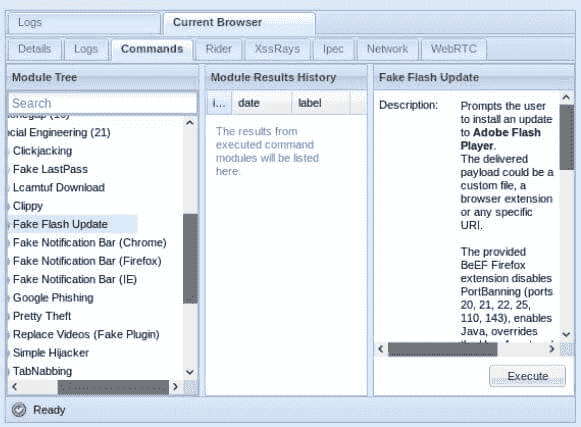 Logs
Current Browser
Details
Logs
Commands
Rider
XssRays
Ipec
Network
WebRTC
Module Tree
Search
cial Engineering (21)
Clickjacking
Fake LastPass
Lcamtuf Download
Clippy
Fake Flash Update
Fake Notification Bar (Chrome)
Fake Notification Bar (Firefox)
Fake Notification Bar (IE)
Google Phishing
Pretty Theft
Replace Videos (Fake Plugin)
Simple Hijacker
TabNabbing
Module Results History
i...
date
label
The results from
executed command
modules will be listed
here.
Fake Flash Update
Description:
Prompts the user
to install an update
to Adobe Flash
Player.
The delivered
payload could be a
custom file, a
browser extension
or any specific
URI.
The provided
BeEF Firefox
extension disables
PortBanning (ports
20, 21, 22, 25,
110, 143), enables
Java, overrides
Execute
Ready